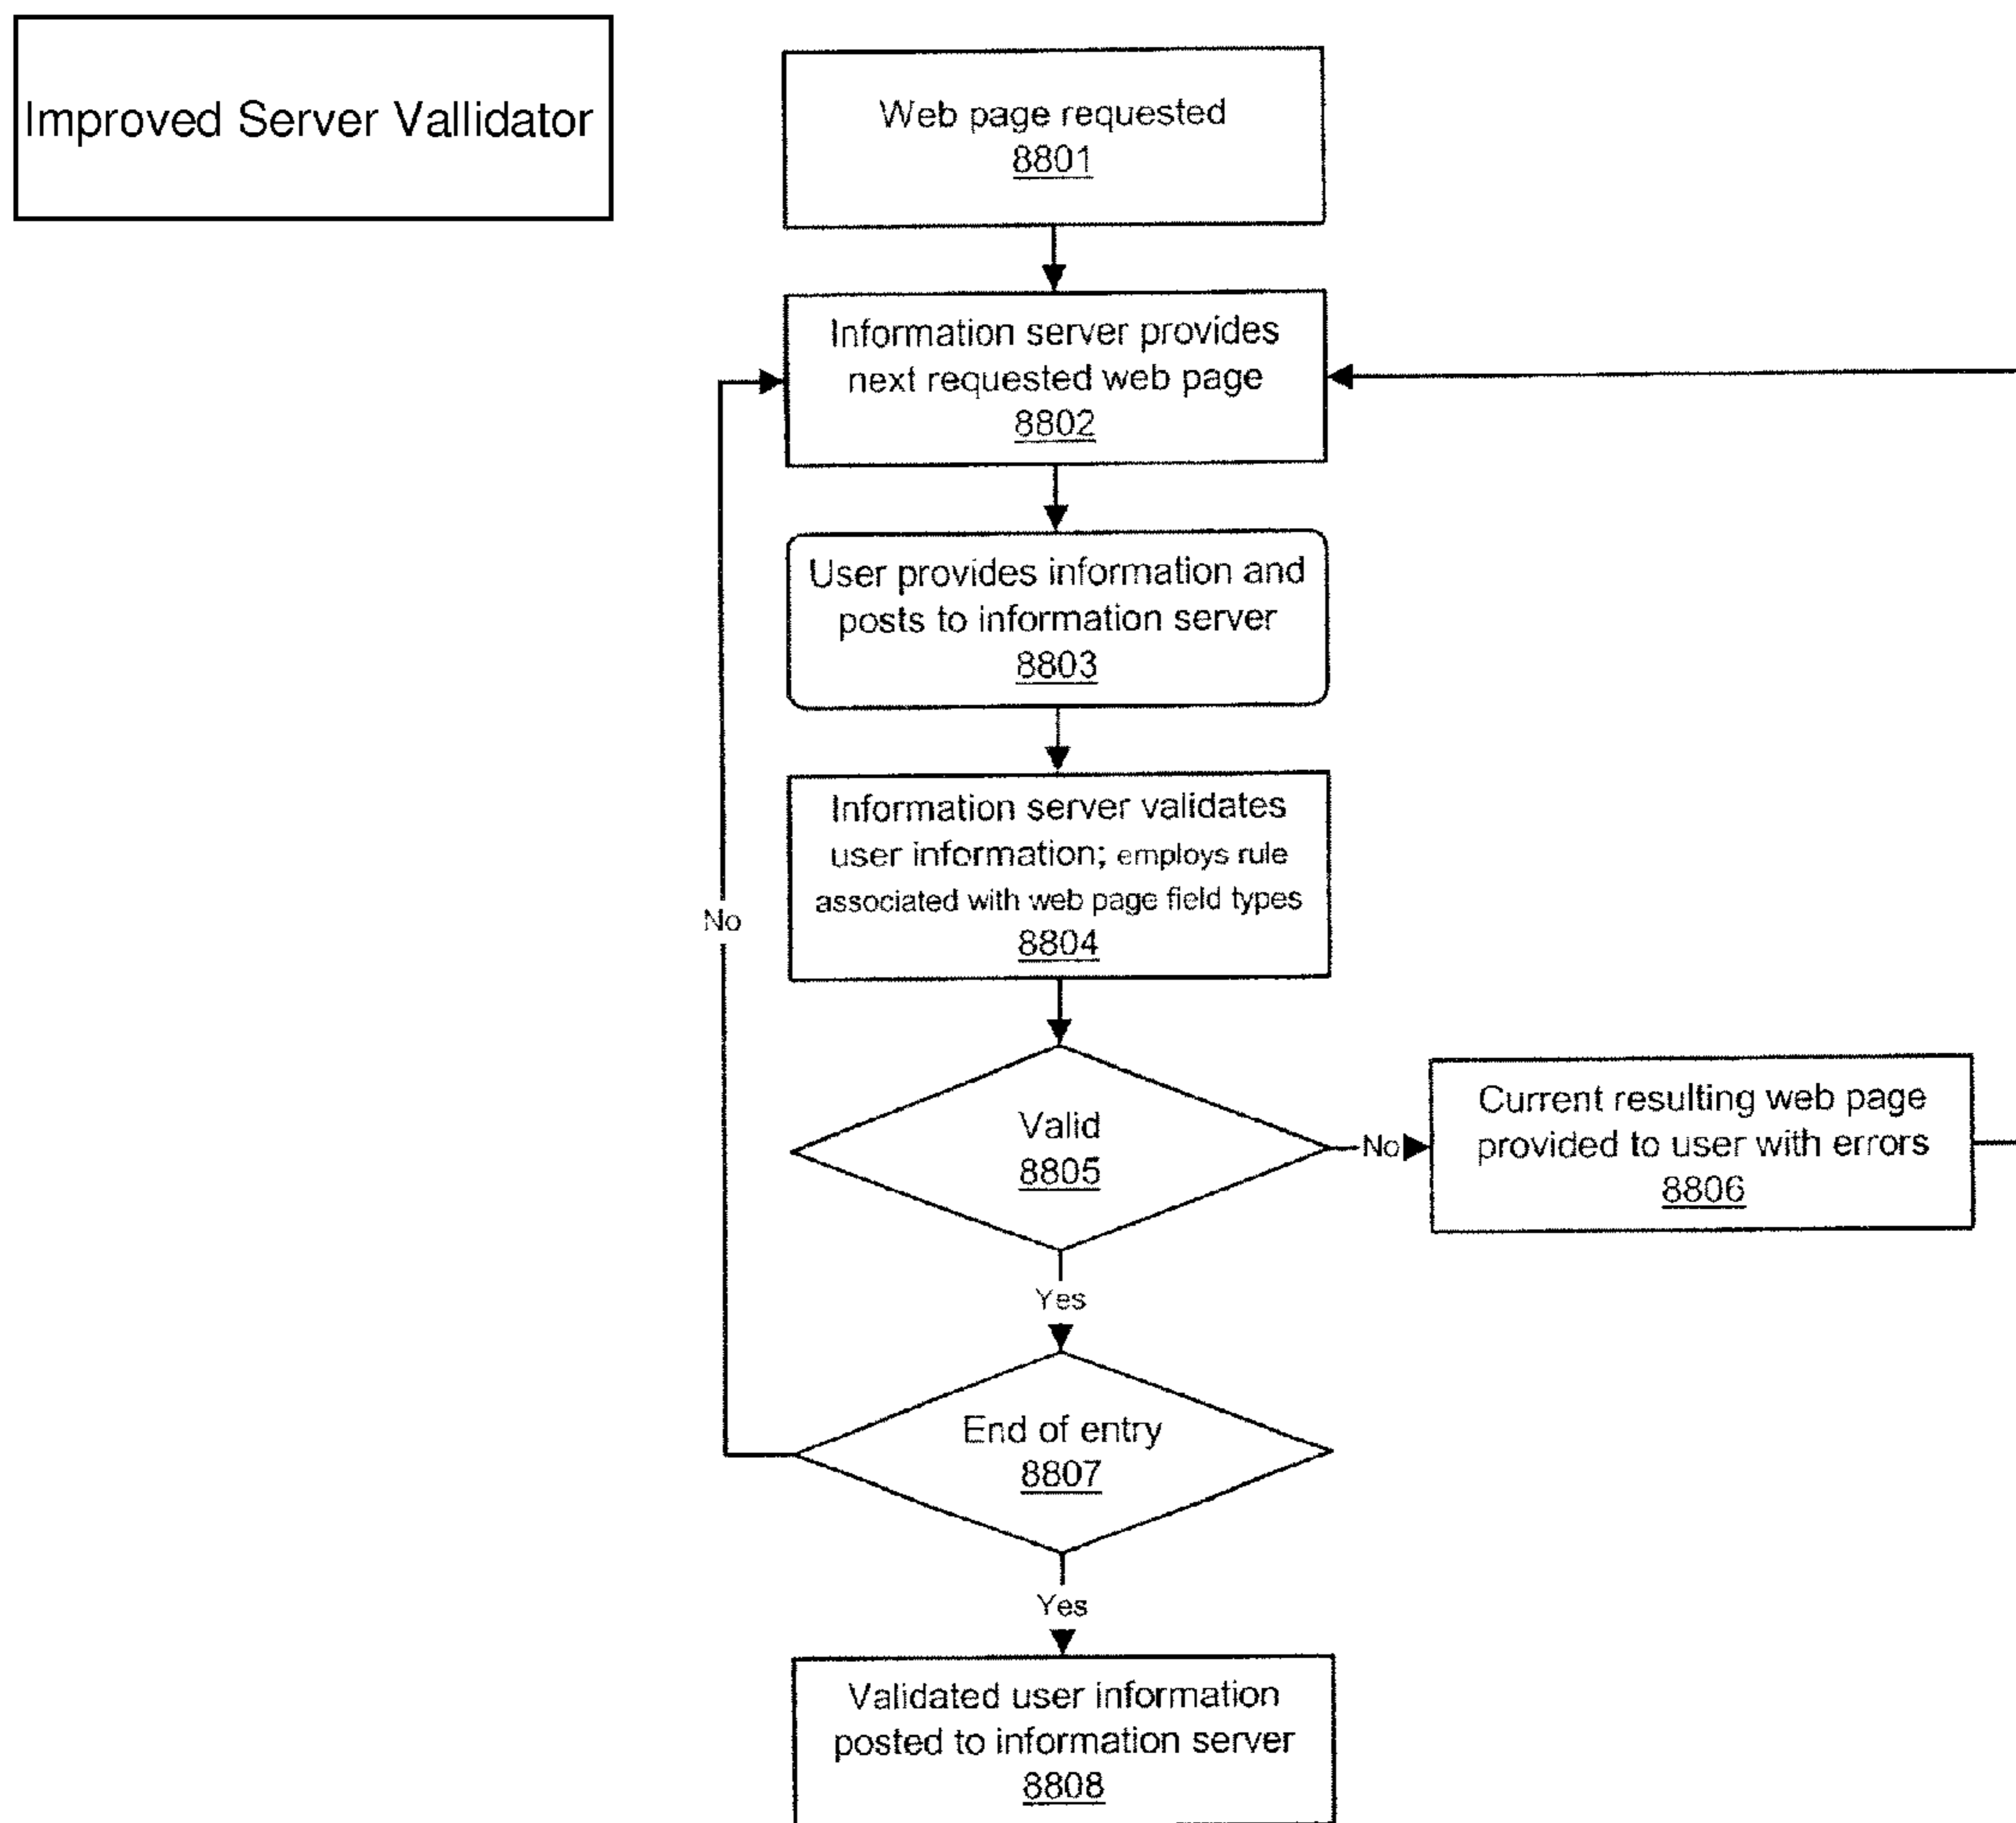 Improved Server Vallidator
Web page requested
8801
Information server provides
next requested web page
8802
User provides information and
posts to information server
8803
Information server validates
user information; employs rule
associated with web page field types
8804
No
Valid
8805
No
Current resulting web page
provided to user with errors
8806
Yes
End of entry
8807
Yes
Validated user information
posted to information server
8808